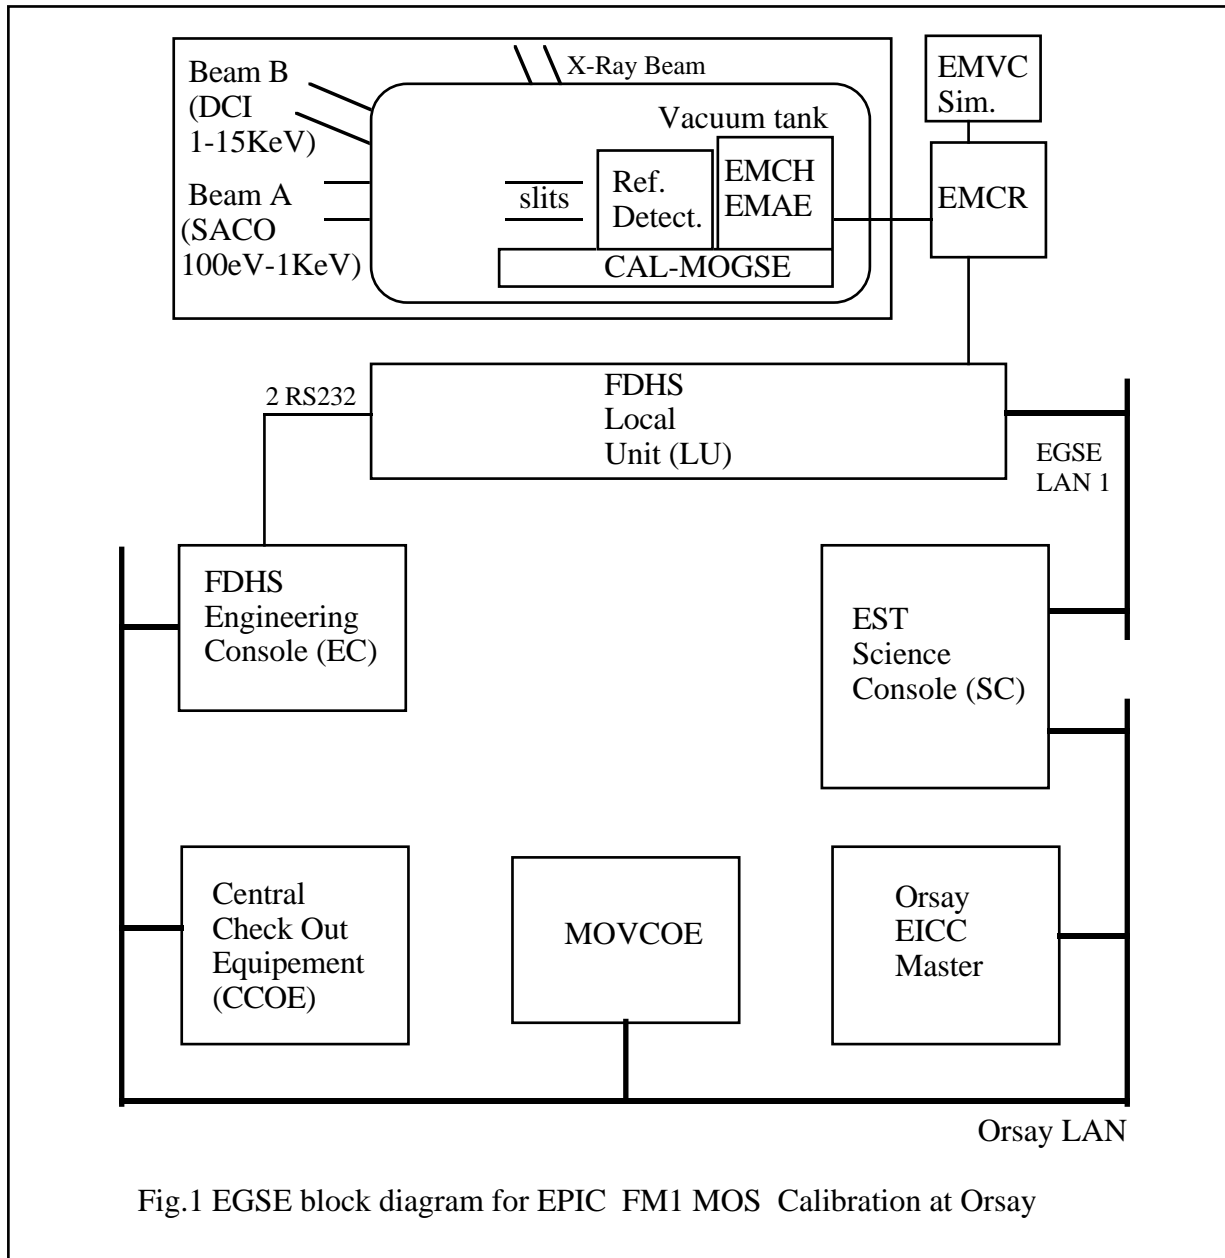 Beam B
(DCI
1-15KeV)
X-Ray Beam
EMVC
Sim.
Vacuum tank
Beam A
(SACO
100eV-1KeV)
slits
Ref.
Detect.
EMCH
EMAE
EMCR
CAL-MOGSE
2 RS232
FDHS
Local
Unit (LU)
EGSE
LAN 1
FDHS
Engineering
Console (EC)
EST
Science
Console (SC)
Central
Check Out
Equipement
(CCOE)
MOVCOE
Orsay
EICC
Master
Orsay LAN
Fig.1 EGSE block diagram for EPIC FM1 MOS Calibration at Orsay